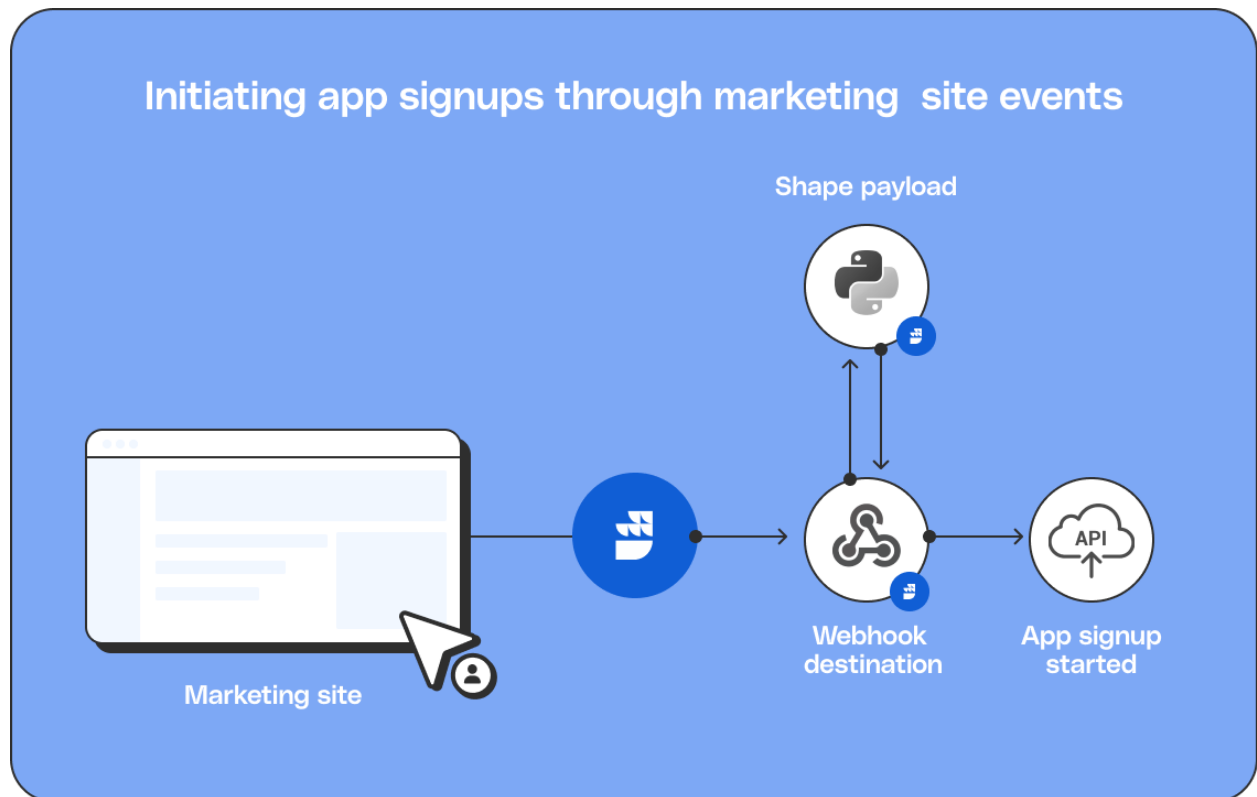 Initiating app signups through marketing  site events
Shape payload
API
Webhook
destination
App signup
started
Marketing site